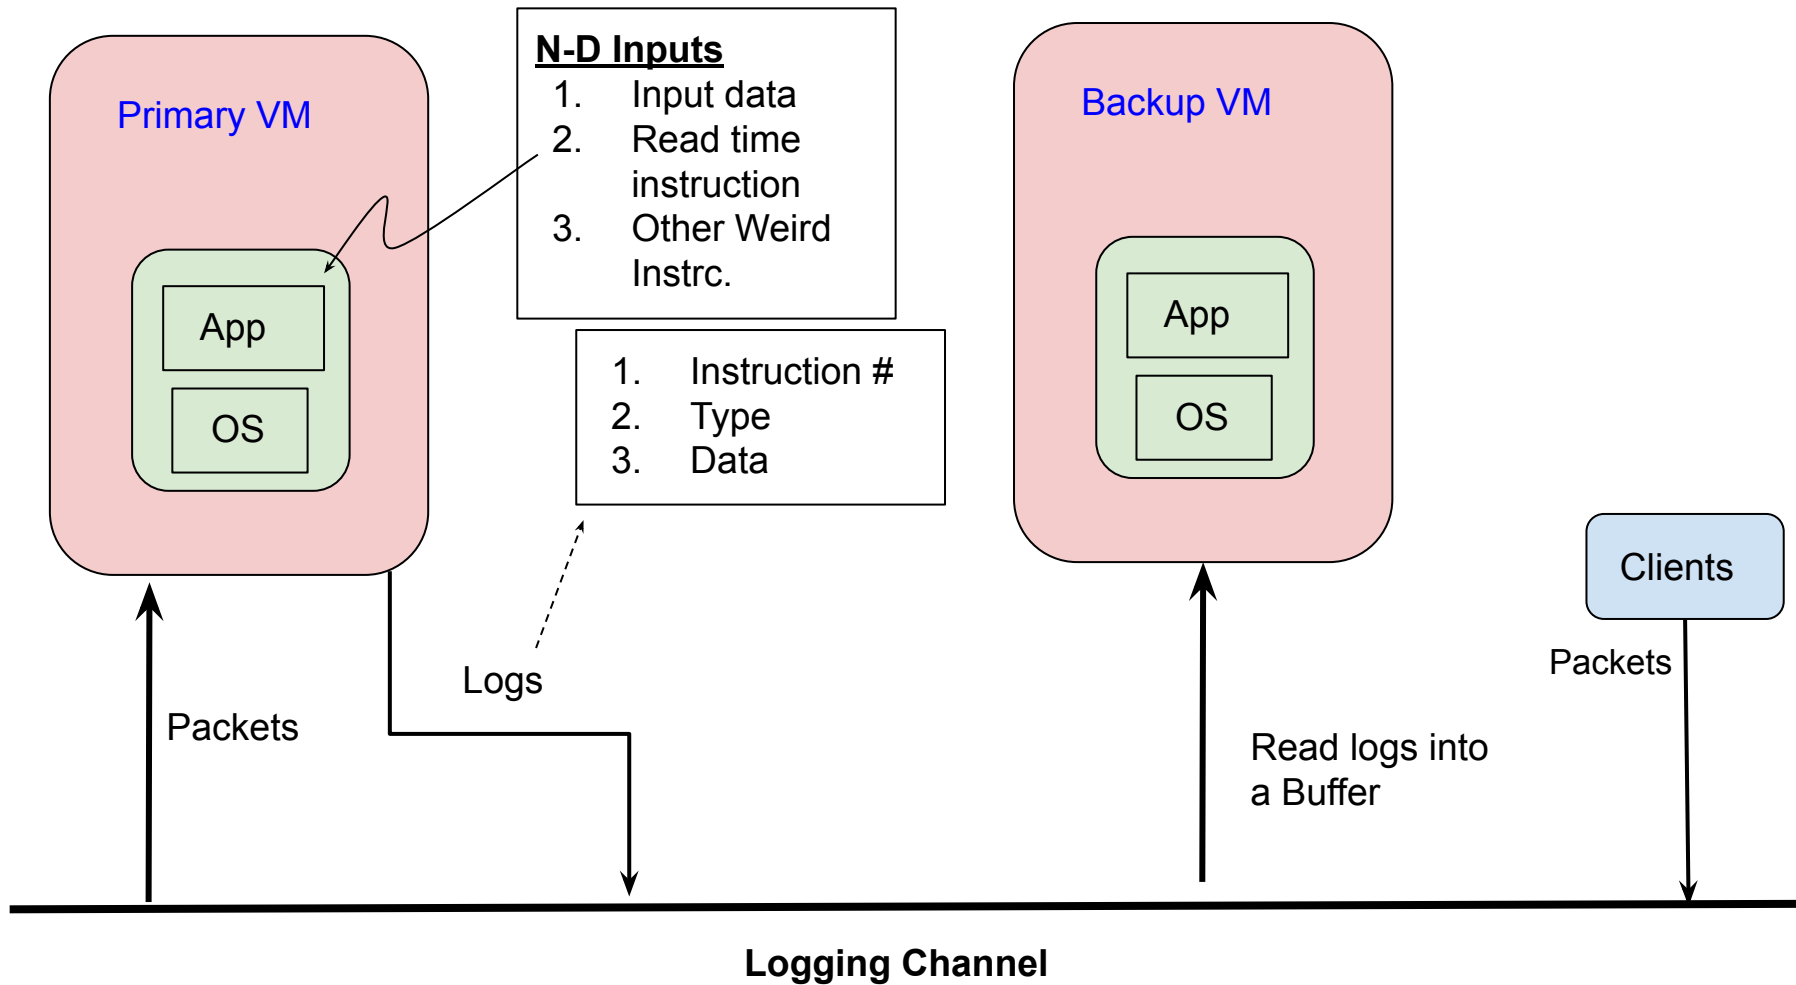 Primary VM
App
OS
N-D Inputs
1. Input data
2. Read time
instruction
3. Other Weird
Instrc.
1. Instruction #
2. Type
3. Data
Backup VM
App
OS
Clients
Packets
Logs
Packets
Read logs into
a Buffer
Logging Channel